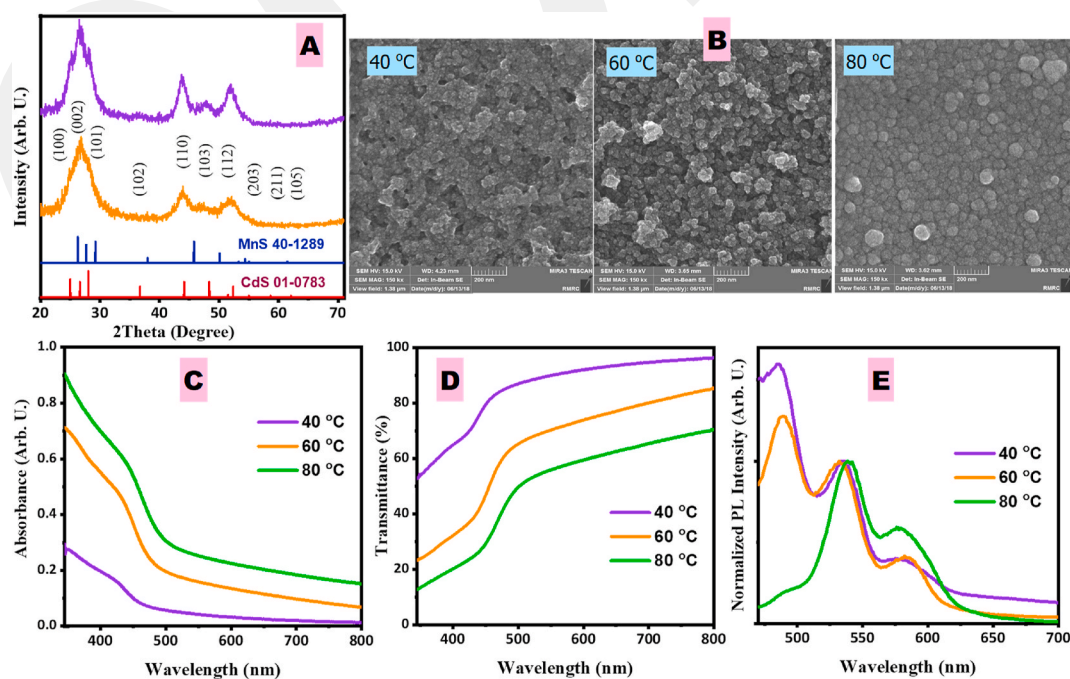 A
Intensity (Arb. U.)
(100)
(002)
(101)
(102)
(110)
(103)
(112)
(203)
(211)
(105)
MnS 40-1289
CdS 01-0783
20 30 40 50 60 70
2Theta (Degree)
B
40 °C
SEM HV: 15.0 kV WD: 4.23 mm
SEM MAG: 150 kx Det: In-Beam SE 200 nm
View field: 1.38 µm Date(m/d/y): 06/13/18
MIRA3 TESCAN
RMRC
60 °C
SEM HV: 15.0 kV WD: 3.65 mm
SEM MAG: 150 kx Det: In-Beam SE 200 nm
View field: 1.38 µm Date(m/d/y): 06/13/18
MIRA3 TESCAN
RMRC
80 °C
SEM HV: 15.0 kV WD: 3.62 mm
SEM MAG: 150 kx Det: In-Beam SE 200 nm
View field: 1.38 µm Date(m/d/y): 06/13/18
MIRA3 TESCAN
RMRC
C
Absorbance (Arb. U.)
1.0
0.8
0.6
0.4
0.2
0.0
40 °C
60 °C
80 °C
400 500 600 700 800
Wavelength (nm)
D
Transmittance (%)
100
80
60
40
20
0
40 °C
60 °C
80 °C
400 500 600 700 800
Wavelength (nm)
E
Normalized PL Intensity (Arb. U.)
40 °C
60 °C
80 °C
500 550 600 650 700
Wavelength (nm)